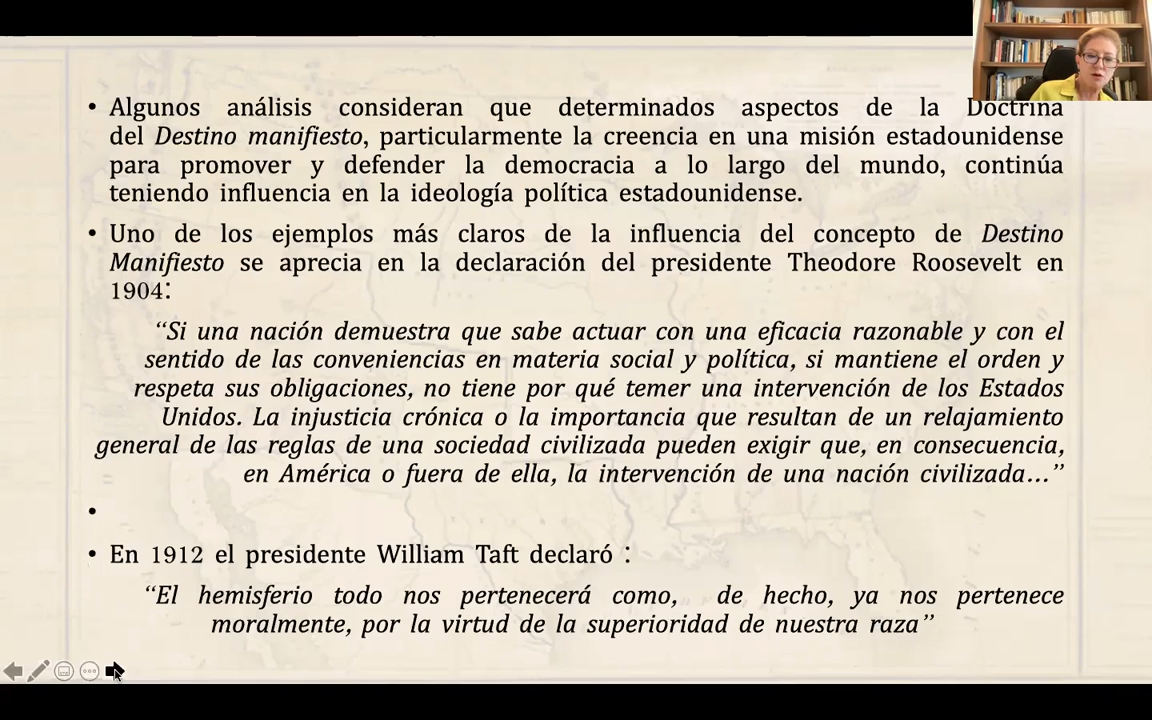 • Algunos análisis consideran que determinados aspectos de la Doctrina
del Destino manifiesto, particularmente la creencia en una misión estadounidense
para promover y defender la democracia a lo largo del mundo, continúa
teniendo influencia en la ideología política estadounidense.
• Uno de los ejemplos más claros de la influencia del concepto de Destino
Manifiesto se aprecia en la declaración del presidente Theodore Roosevelt en
1904:
“Si una nación demuestra que sabe actuar con una eficacia razonable y con el
sentido de las conveniencias en materia social y política, si mantiene el orden y
respeta sus obligaciones, no tiene por qué temer una intervención de los Estados
Unidos. La injusticia crónica o la importancia que resultan de un relajamiento
general de las reglas de una sociedad civilizada pueden exigir que, en consecuencia,
en América o fuera de ella, la intervención de una nación civilizada…”
•
• En 1912 el presidente William Taft declaró :
“El hemisferio todo nos pertenecerá como, de hecho, ya nos pertenece
moralmente, por la virtud de la superioridad de nuestra raza”